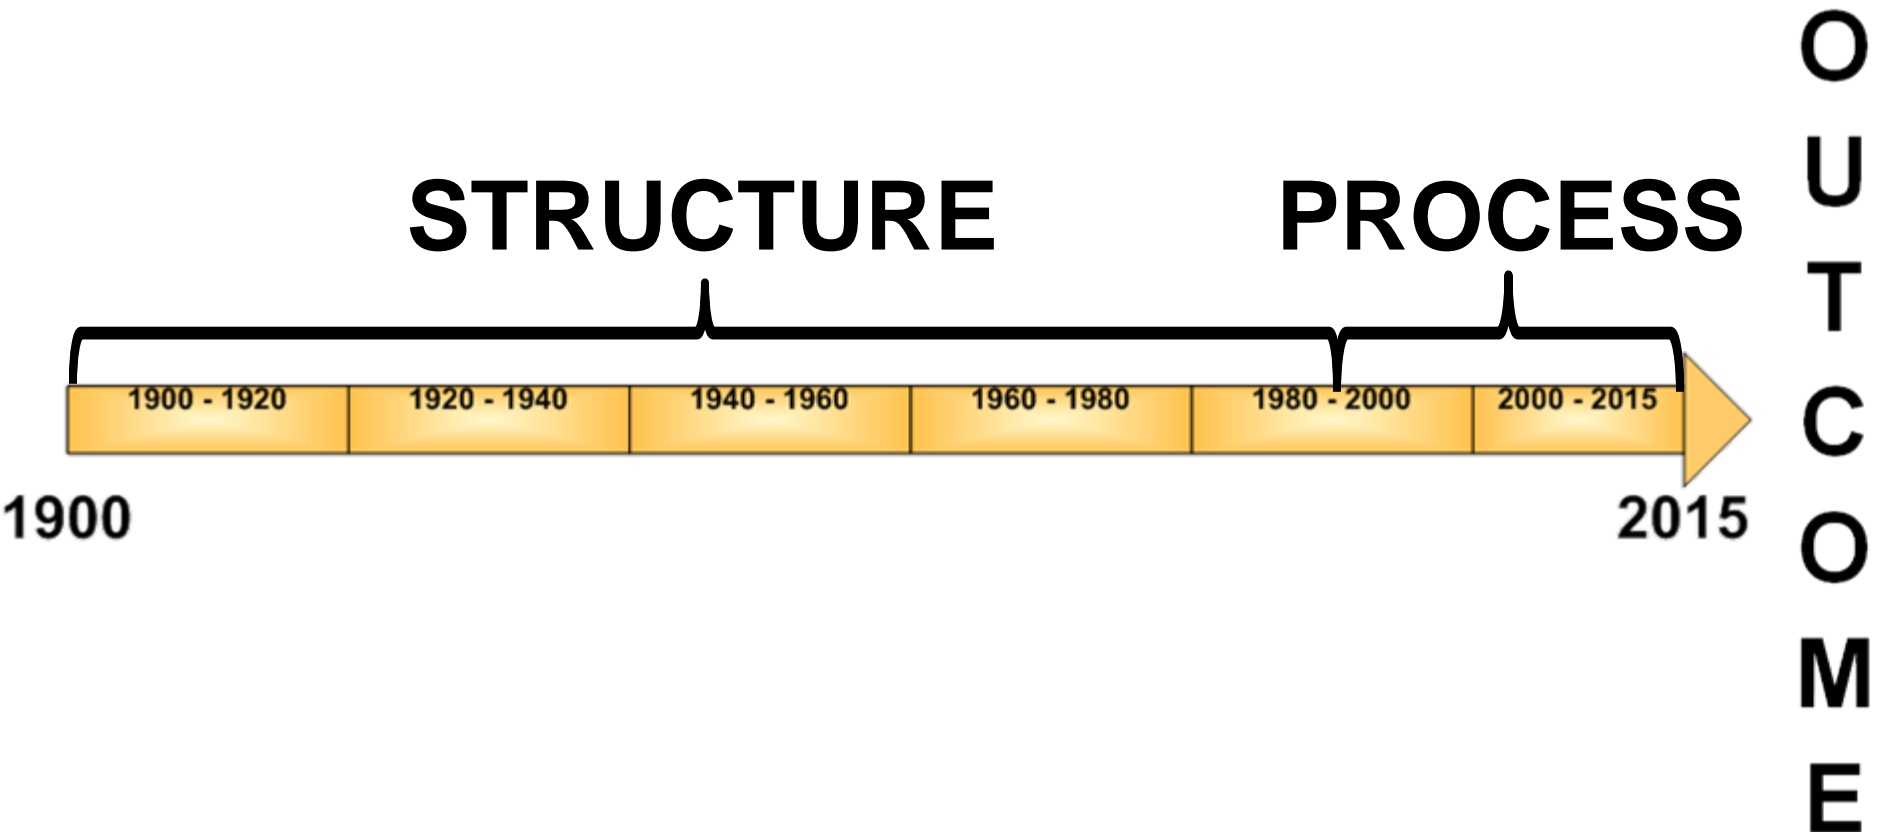 STRUCTURE
PROCESS
1900 - 1920
1920 - 1940
1940 - 1960
1960 - 1980
1980 - 2000
2000 - 2015
1900
2015
O
U
T
C
O
M
E